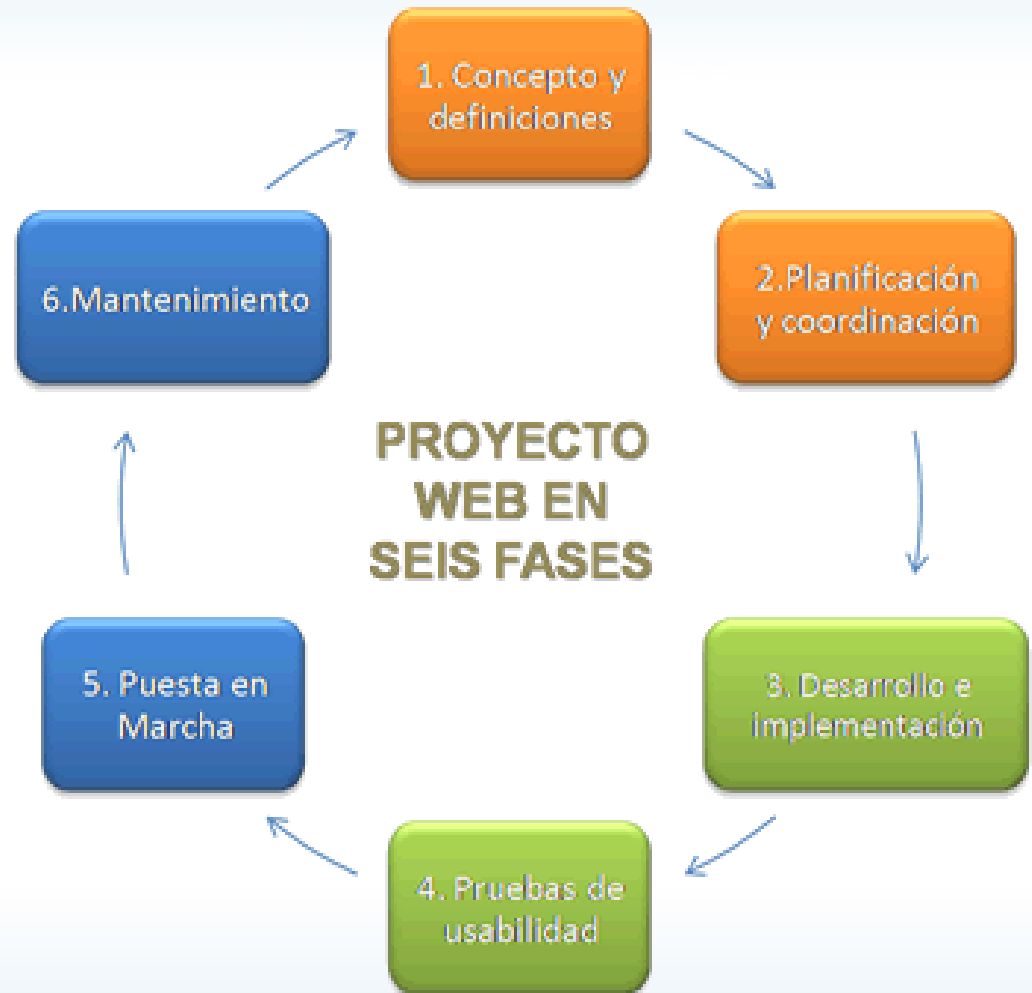 1. Concepto y
definiciones
2.Planificación
y coordinación
3. Desarrollo e
implementación
4. Pruebas de
usabilidad
5. Puesta en
Marcha
6.Mantenimiento
PROYECTO
WEB EN
SEIS FASES